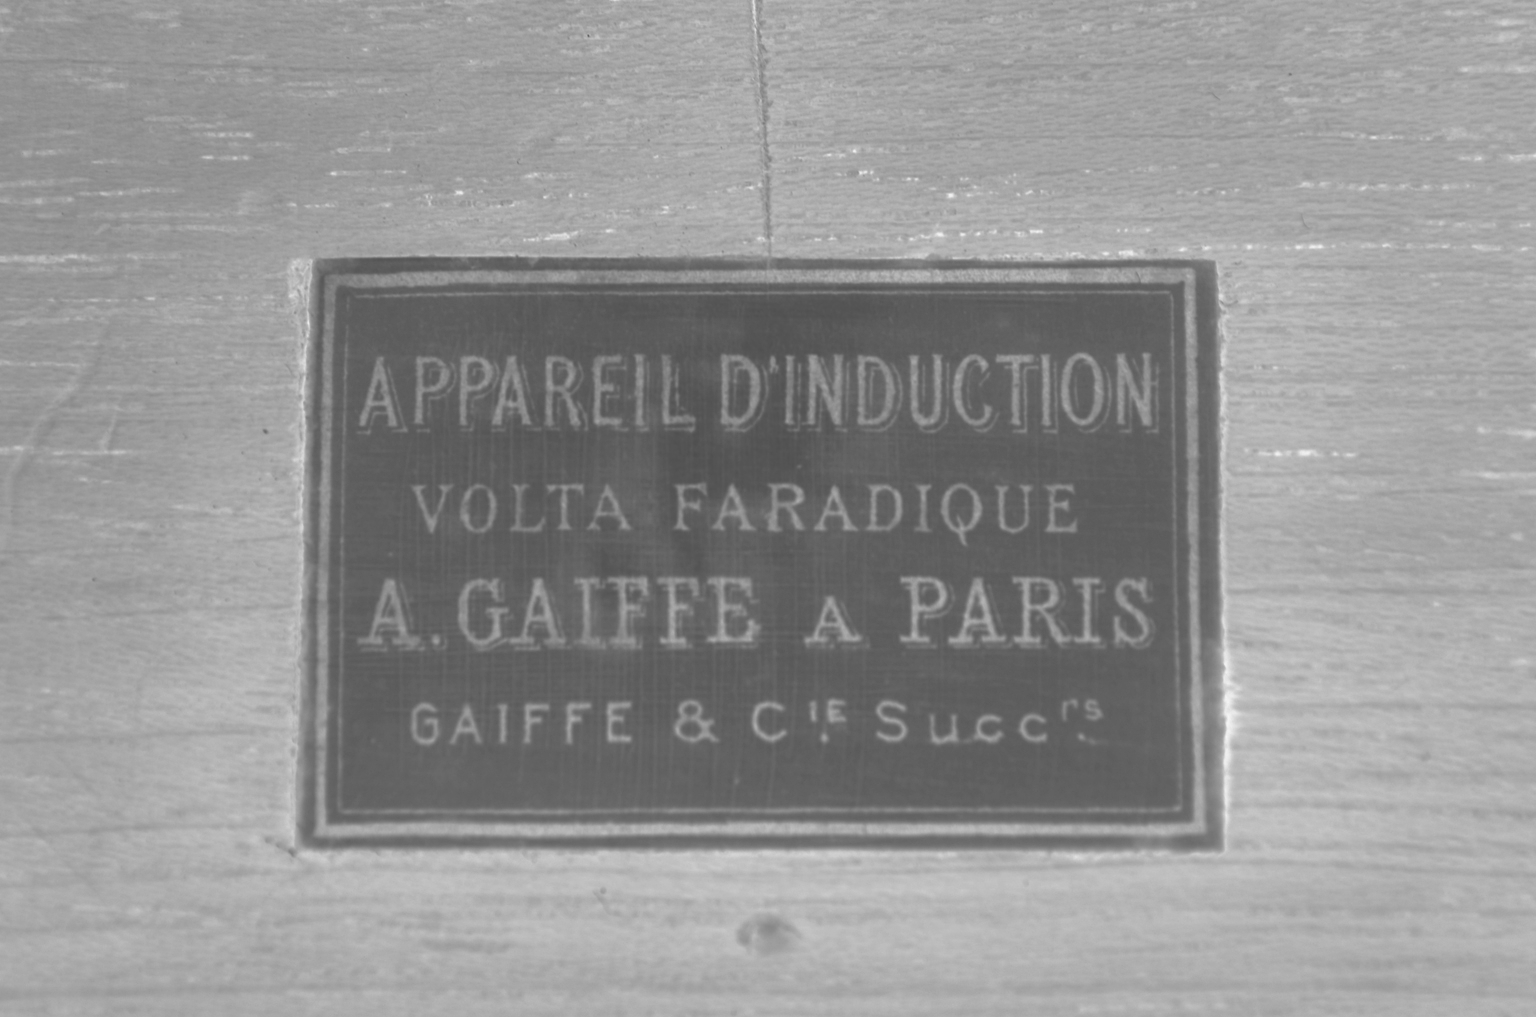 APPAREIL D'INDUCTION
VOLTA FARADIQUE
A. GAIFFE A PARIS
GAIFFE & CIE Succrs